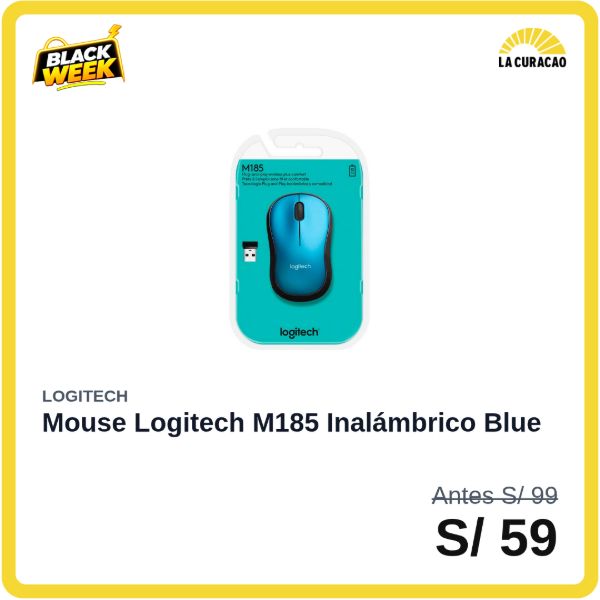 BLACK
WEEK
LA CURACAO
M185
logitech
logitech
LOGITECH
Mouse Logitech M185 Inalámbrico Blue
Antes S/ 99
S/ 59